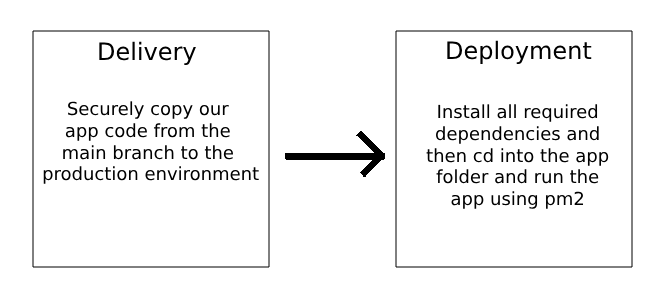 Delivery
Securely copy our
app code from the
main branch to the
production environment
Deployment
Install all required
dependencies and
then cd into the app
folder and run the
app using pm2